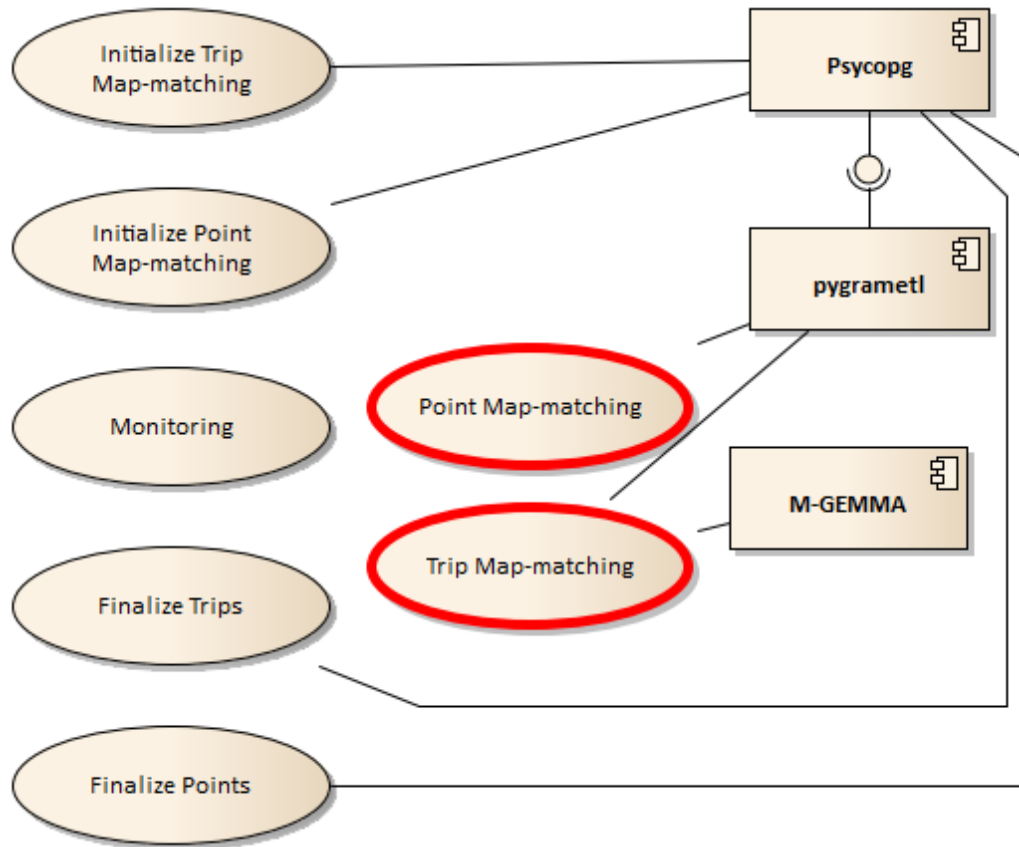 Initialize Trip
Map-matching
Psycopg
Initialize Point
Map-matching
pygrametl
Point Map-matching
Monitoring
M-GEMMA
Trip Map-matching
Finalize Trips
Finalize Points